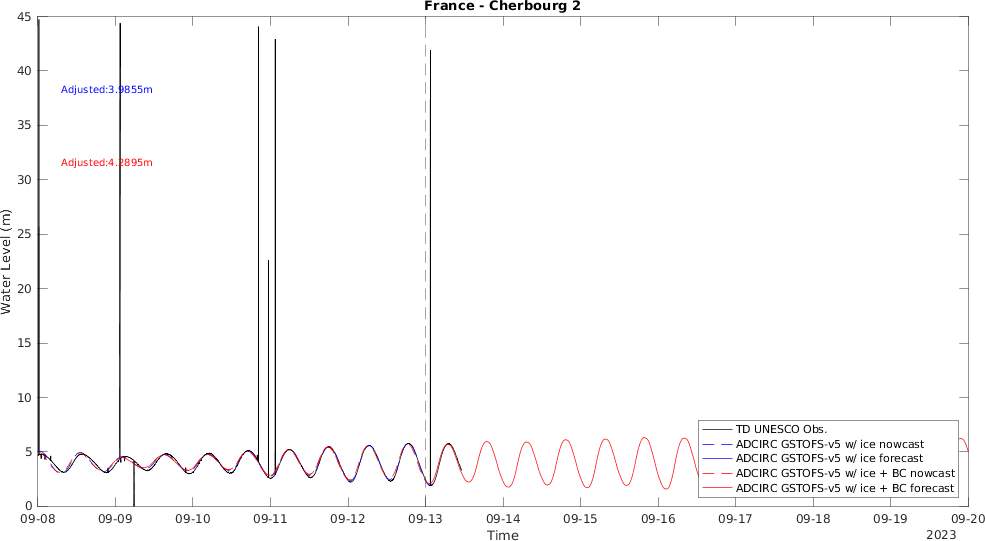 France - Cherbourg 2
45
40
35
30
25
20
15
10
5
0
Water Level (m)
Adjusted:3.9855m
Adjusted:4.2895m
TD UNESCO Obs.
ADCIRC GSTOFS-v5 w/ ice nowcast
ADCIRC GSTOFS-v5 w/ ice forecast
ADCIRC GSTOFS-v5 w/ ice + BC nowcast
ADCIRC GSTOFS-v5 w/ ice + BC forecast
09-08 09-09 09-10 09-11 09-12 09-13 09-14 09-15 09-16 09-17 09-18 09-19 09-20
Time
2023